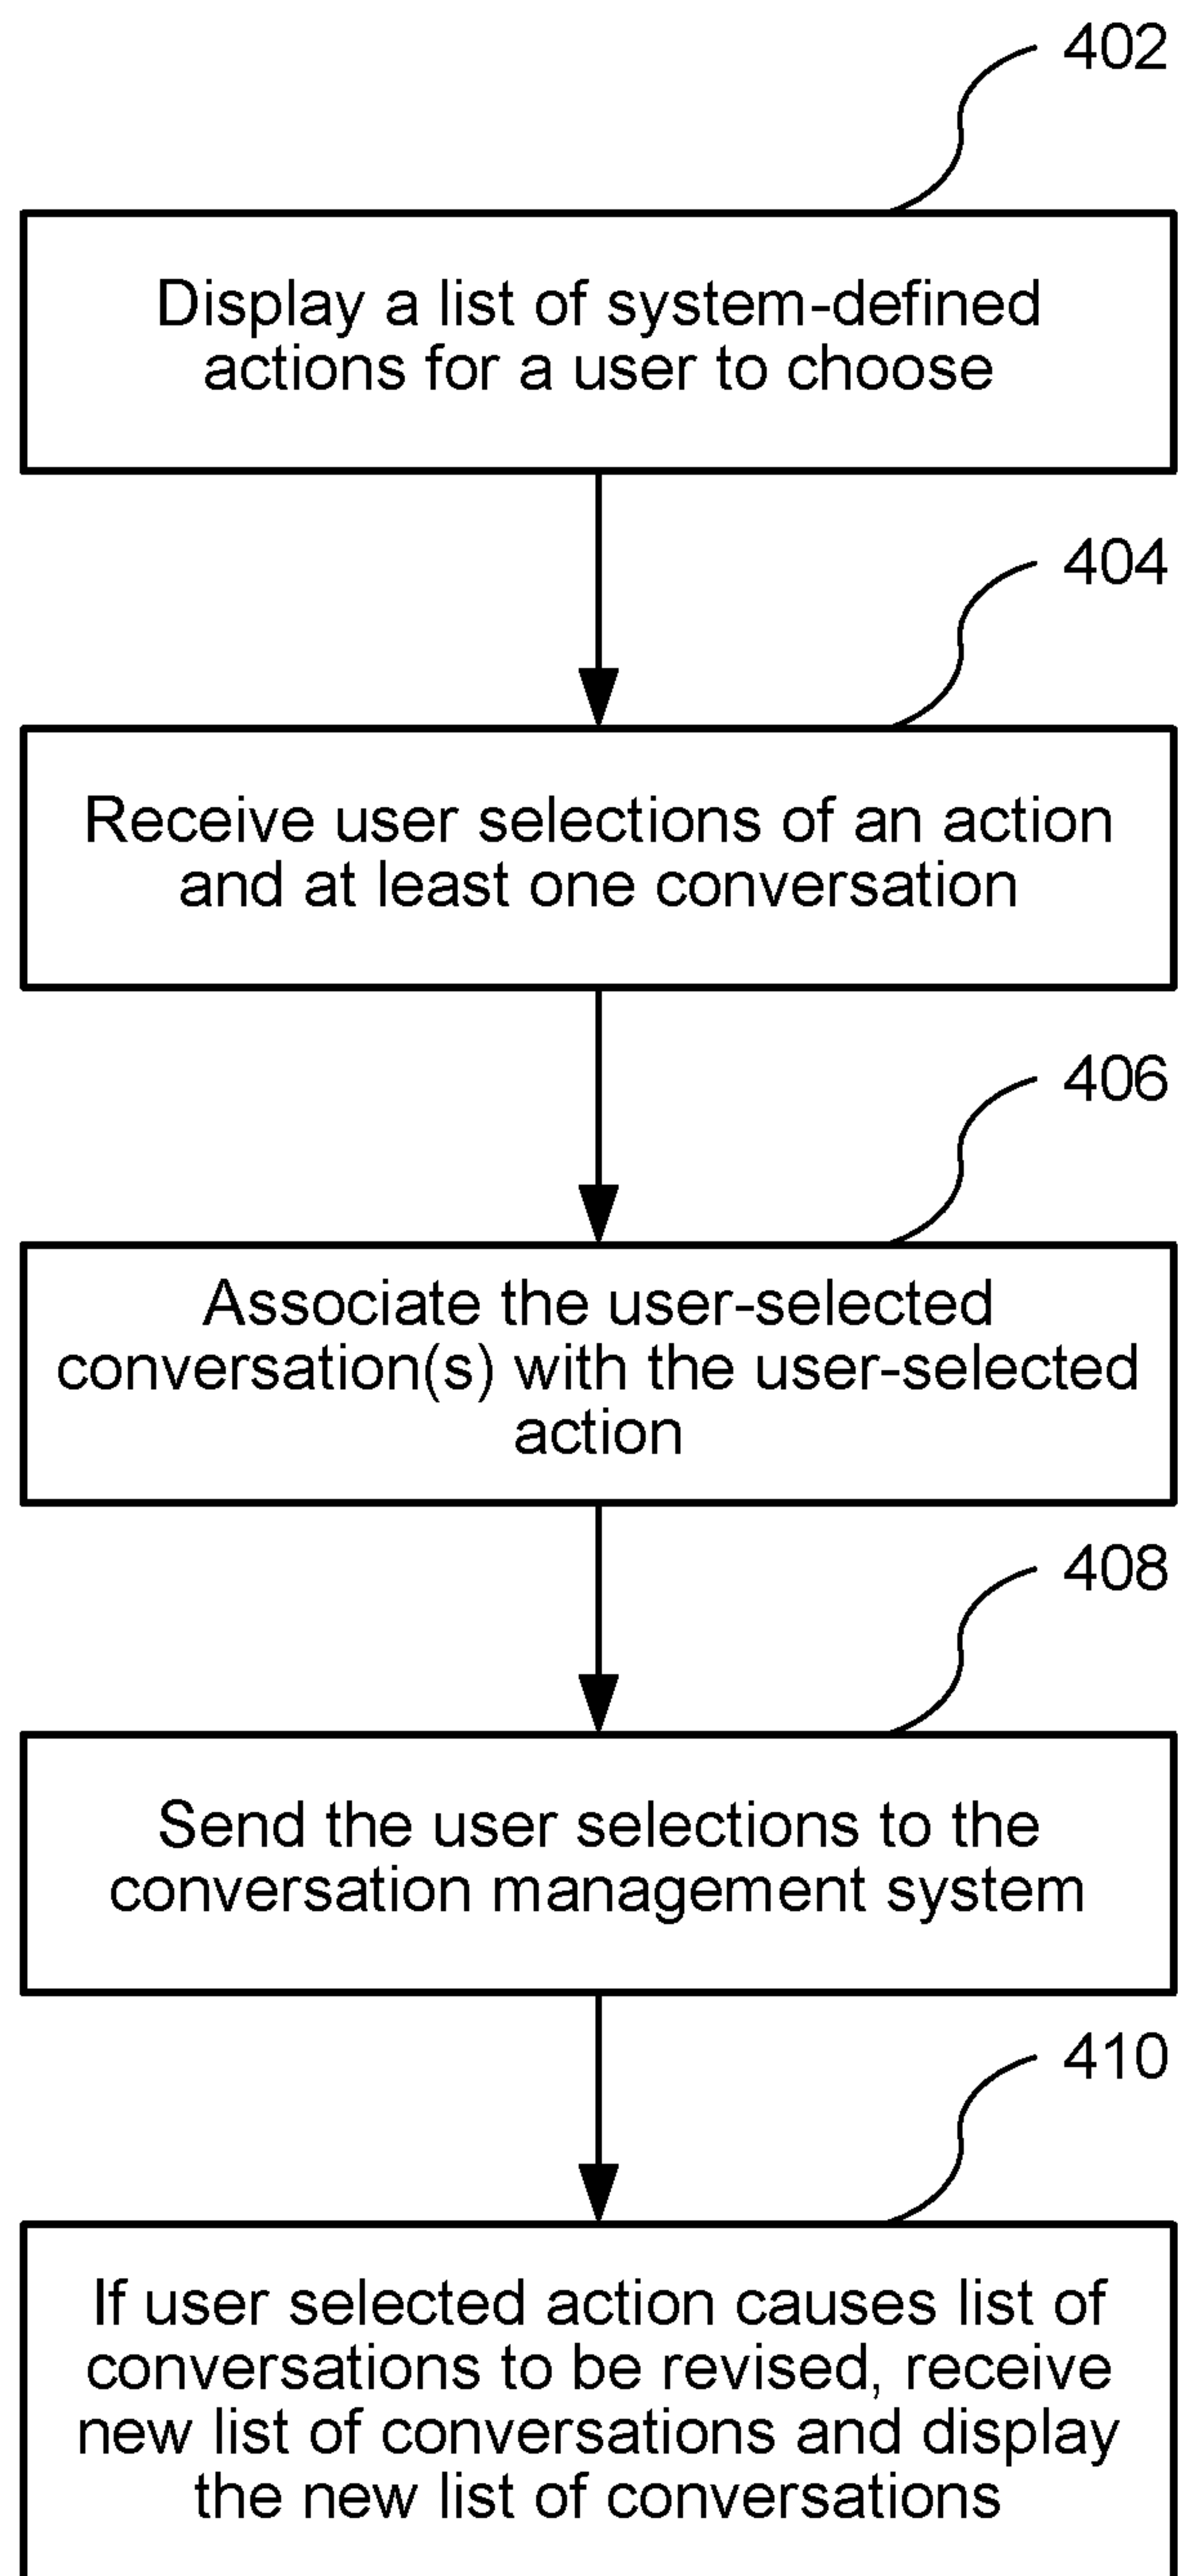 402
Display a list of system-defined
actions for a user to choose
404
Receive user selections of an action
and at least one conversation
406
Associate the user-selected
conversation(s) with the user-selected
action
408
Send the user selections to the
conversation management system
410
If user selected action causes list of
conversations to be revised, receive
new list of conversations and display
the new list of conversations